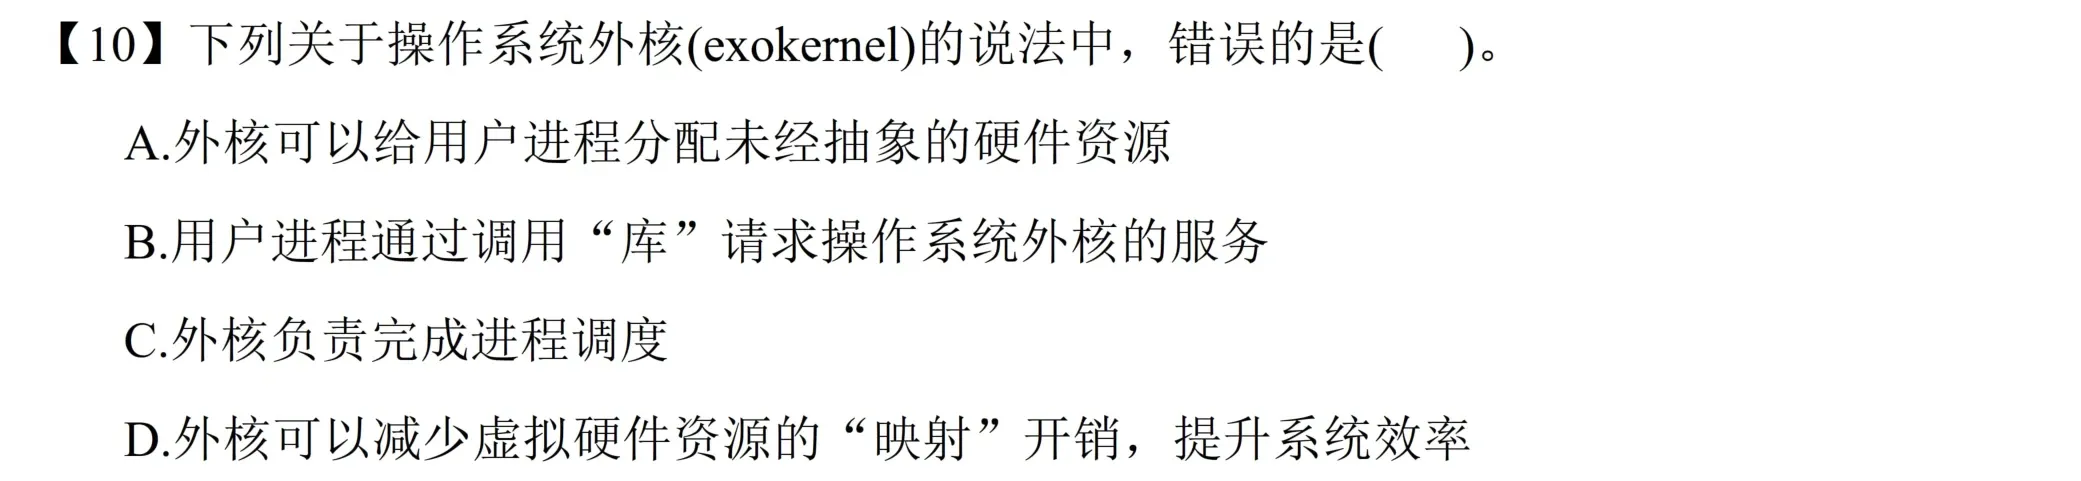 【10】下列关于操作系统外核(exokernel)的说法中，错误的是(    )。
A.外核可以给用户进程分配未经抽象的硬件资源
B.用户进程通过调用“库”请求操作系统外核的服务
C.外核负责完成进程调度
D.外核可以减少虚拟硬件资源的“映射”开销，提升系统效率